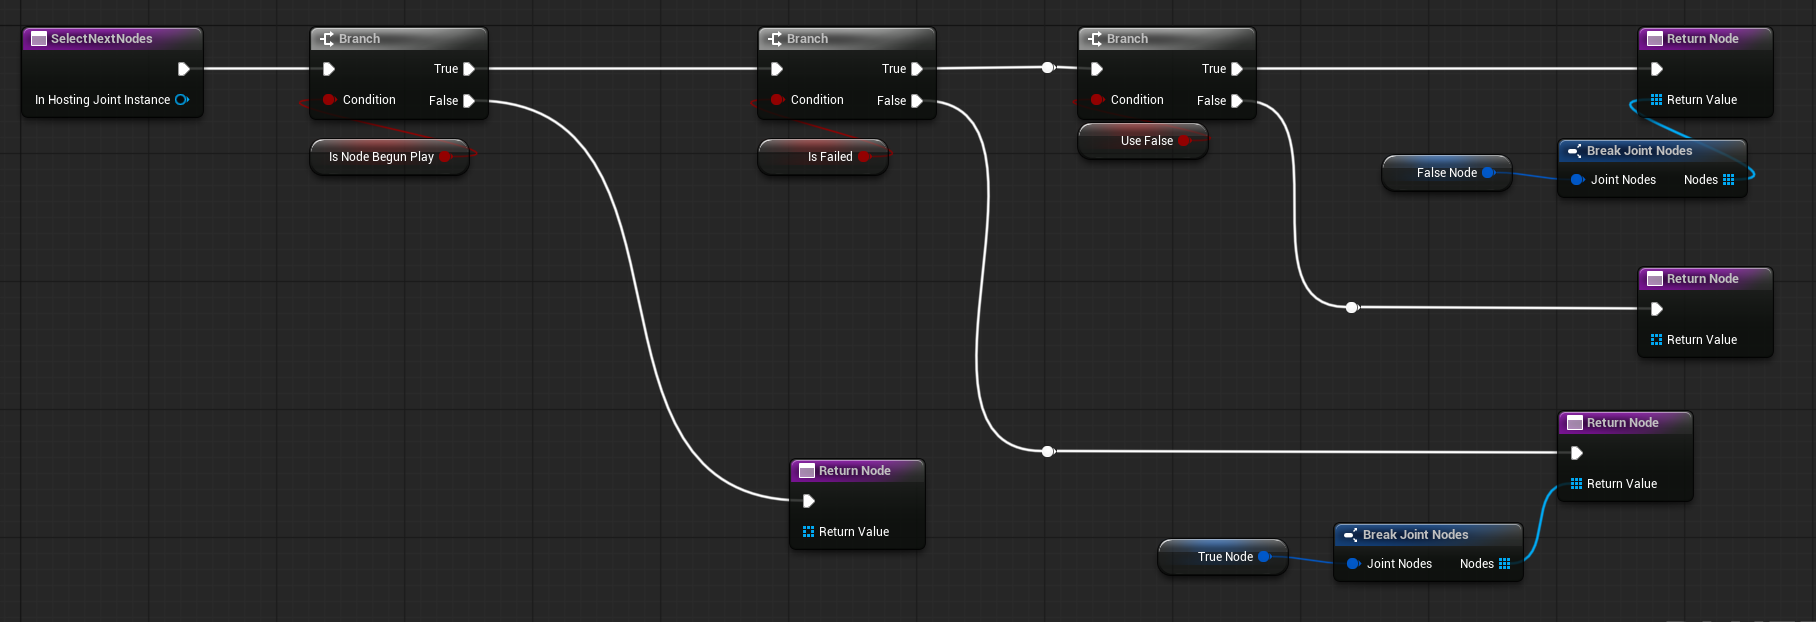 SelectNextNodes
In Hosting Joint Instance
Branch
True
Condition
False
Is Node Begun Play
Branch
True
Condition
False
Is Failed
Branch
True
Condition
False
Use False
Return Node
Return Value
False Node
Break Joint Nodes
Joint Nodes Nodes
Return Node
Return Value
Return Node
Return Value
Return Node
Return Value
True Node
Break Joint Nodes
Joint Nodes Nodes